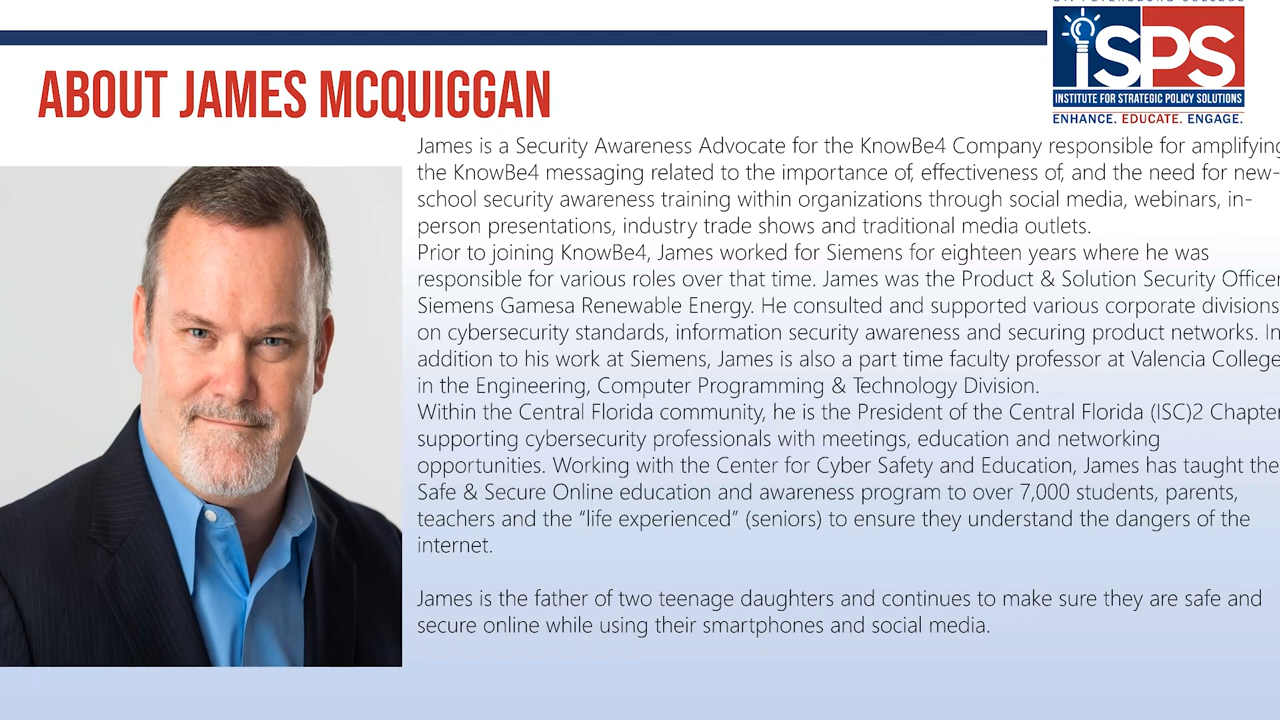 ISPS
INSTITUTE FOR STRATEGIC POLICY SOLUTIONS
ENHANCE. EDUCATE. ENGAGE.
ABOUT JAMES MCQUIGGAN
James is a Security Awareness Advocate for the KnowBe4 Company responsible for amplifying
the KnowBe4 messaging related to the importance of, effectiveness of, and the need for new-
school security awareness training within organizations through social media, webinars, in-
person presentations, industry trade shows and traditional media outlets.
Prior to joining KnowBe4, James worked for Siemens for eighteen years where he was
responsible for various roles over that time. James was the Product & Solution Security Officer
Siemens Gamesa Renewable Energy. He consulted and supported various corporate divisions
on cybersecurity standards, information security awareness and securing product networks. In
addition to his work at Siemens, James is also a part time faculty professor at Valencia College
in the Engineering, Computer Programming & Technology Division.
Within the Central Florida community, he is the President of the Central Florida (ISC)2 Chapter
supporting cybersecurity professionals with meetings, education and networking
opportunities. Working with the Center for Cyber Safety and Education, James has taught the
Safe & Secure Online education and awareness program to over 7,000 students, parents,
teachers and the “life experienced” (seniors) to ensure they understand the dangers of the
internet.
James is the father of two teenage daughters and continues to make sure they are safe and
secure online while using their smartphones and social media.